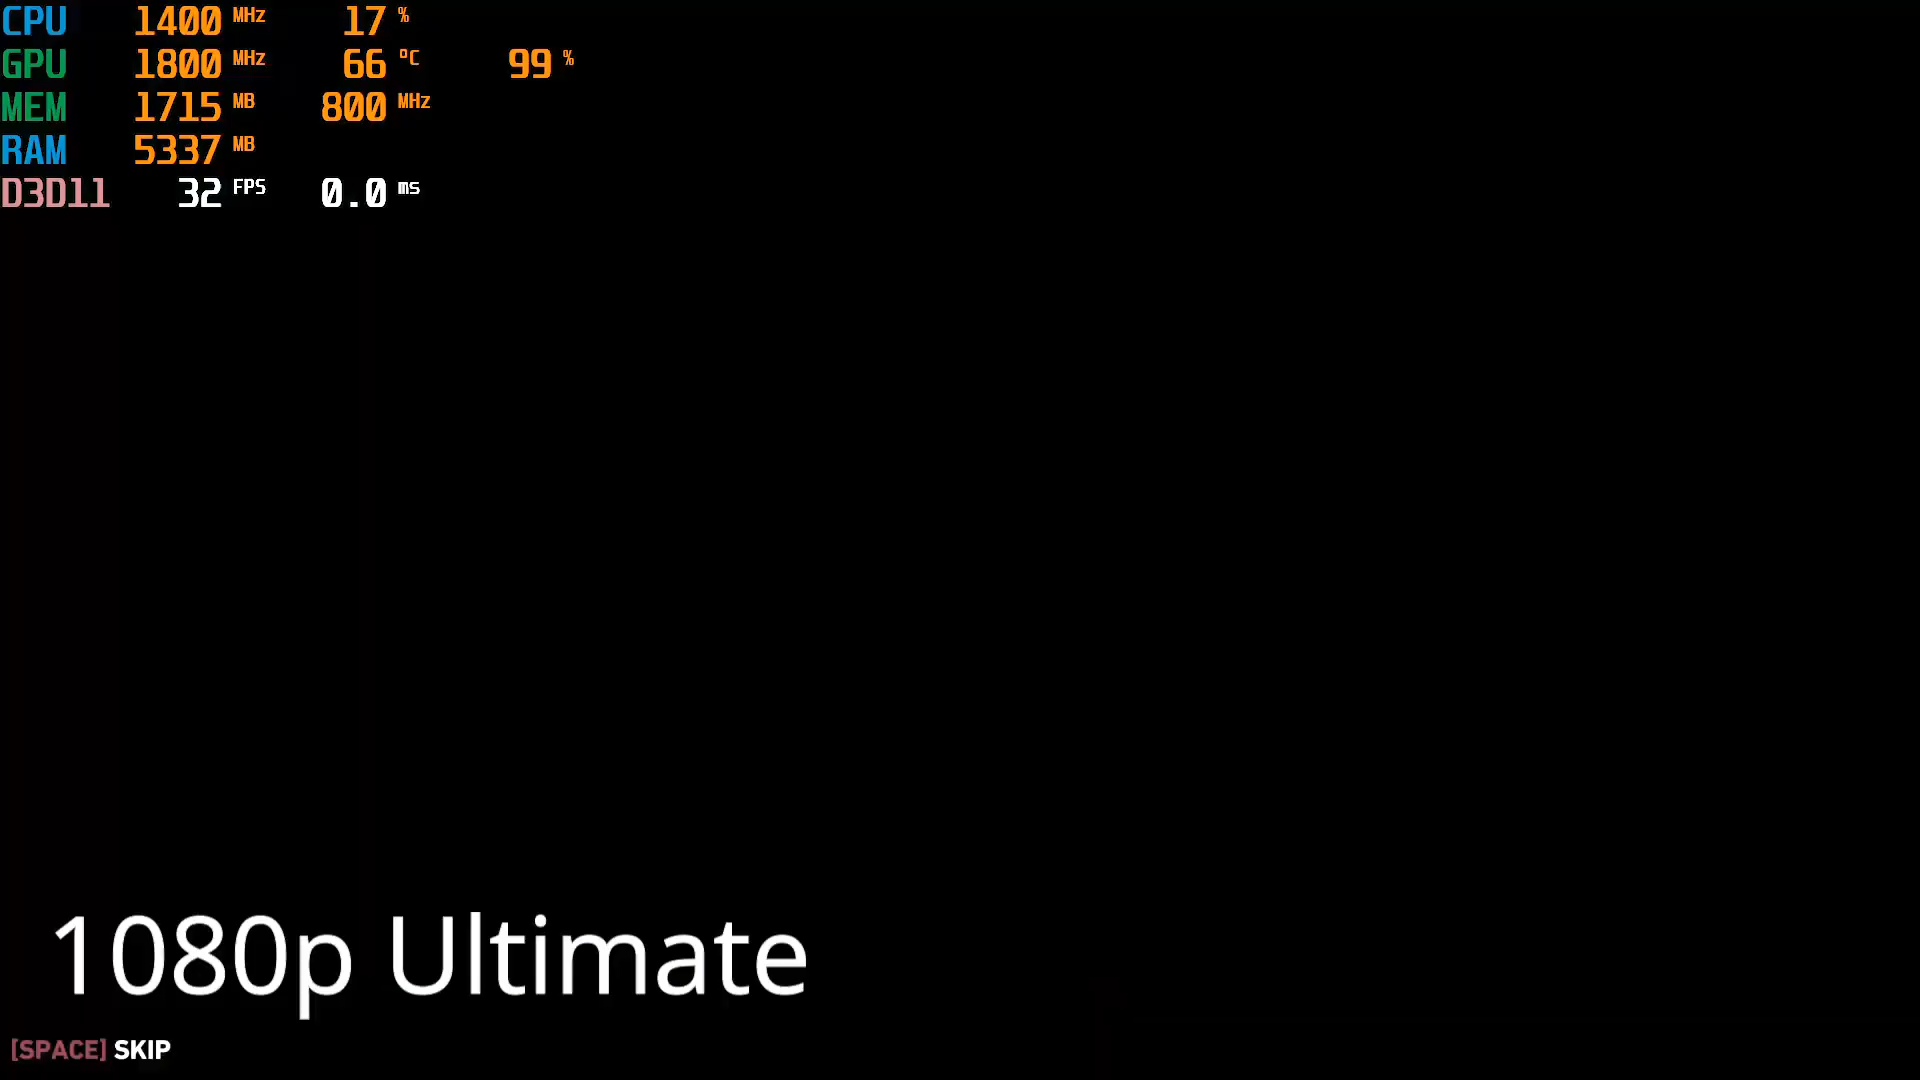 CPU 1400 MHz 17 %
GPU 1800 MHz 66 °C 99 %
MEM 1715 MB 800 MHz
RAM 5337 MB
D3D11 32 FPS 0.0 ms
1080p Ultimate
[SPACE] SKIP